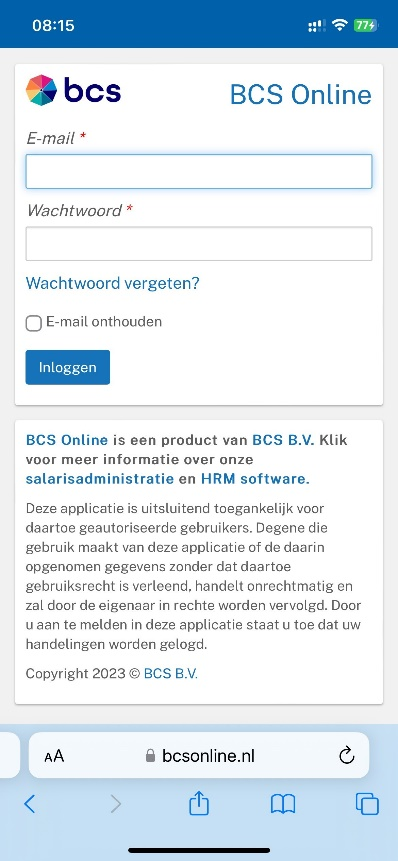 08:15
77
bcs
BCS Online
E-mail *
Wachtwoord *
Wachtwoord vergeten?
E-mail onthouden
Inloggen
BCS Online is een product van BCS B.V. Klik
voor meer informatie over onze
salarisadministratie en HRM software.
Deze applicatie is uitsluitend toegankelijk voor
daartoe geautoriseerde gebruikers. Degene die
gebruik maakt van deze applicatie of de daarin
opgenomen gegevens zonder dat daartoe
gebruiksrecht is verleend, handelt onrechtmatig en
zal door de eigenaar in rechte worden vervolgd. Door
u aan te melden in deze applicatie staat u toe dat uw
handelingen worden gelogd.
Copyright 2023 © BCS B.V.
AA
bcsonline.nl